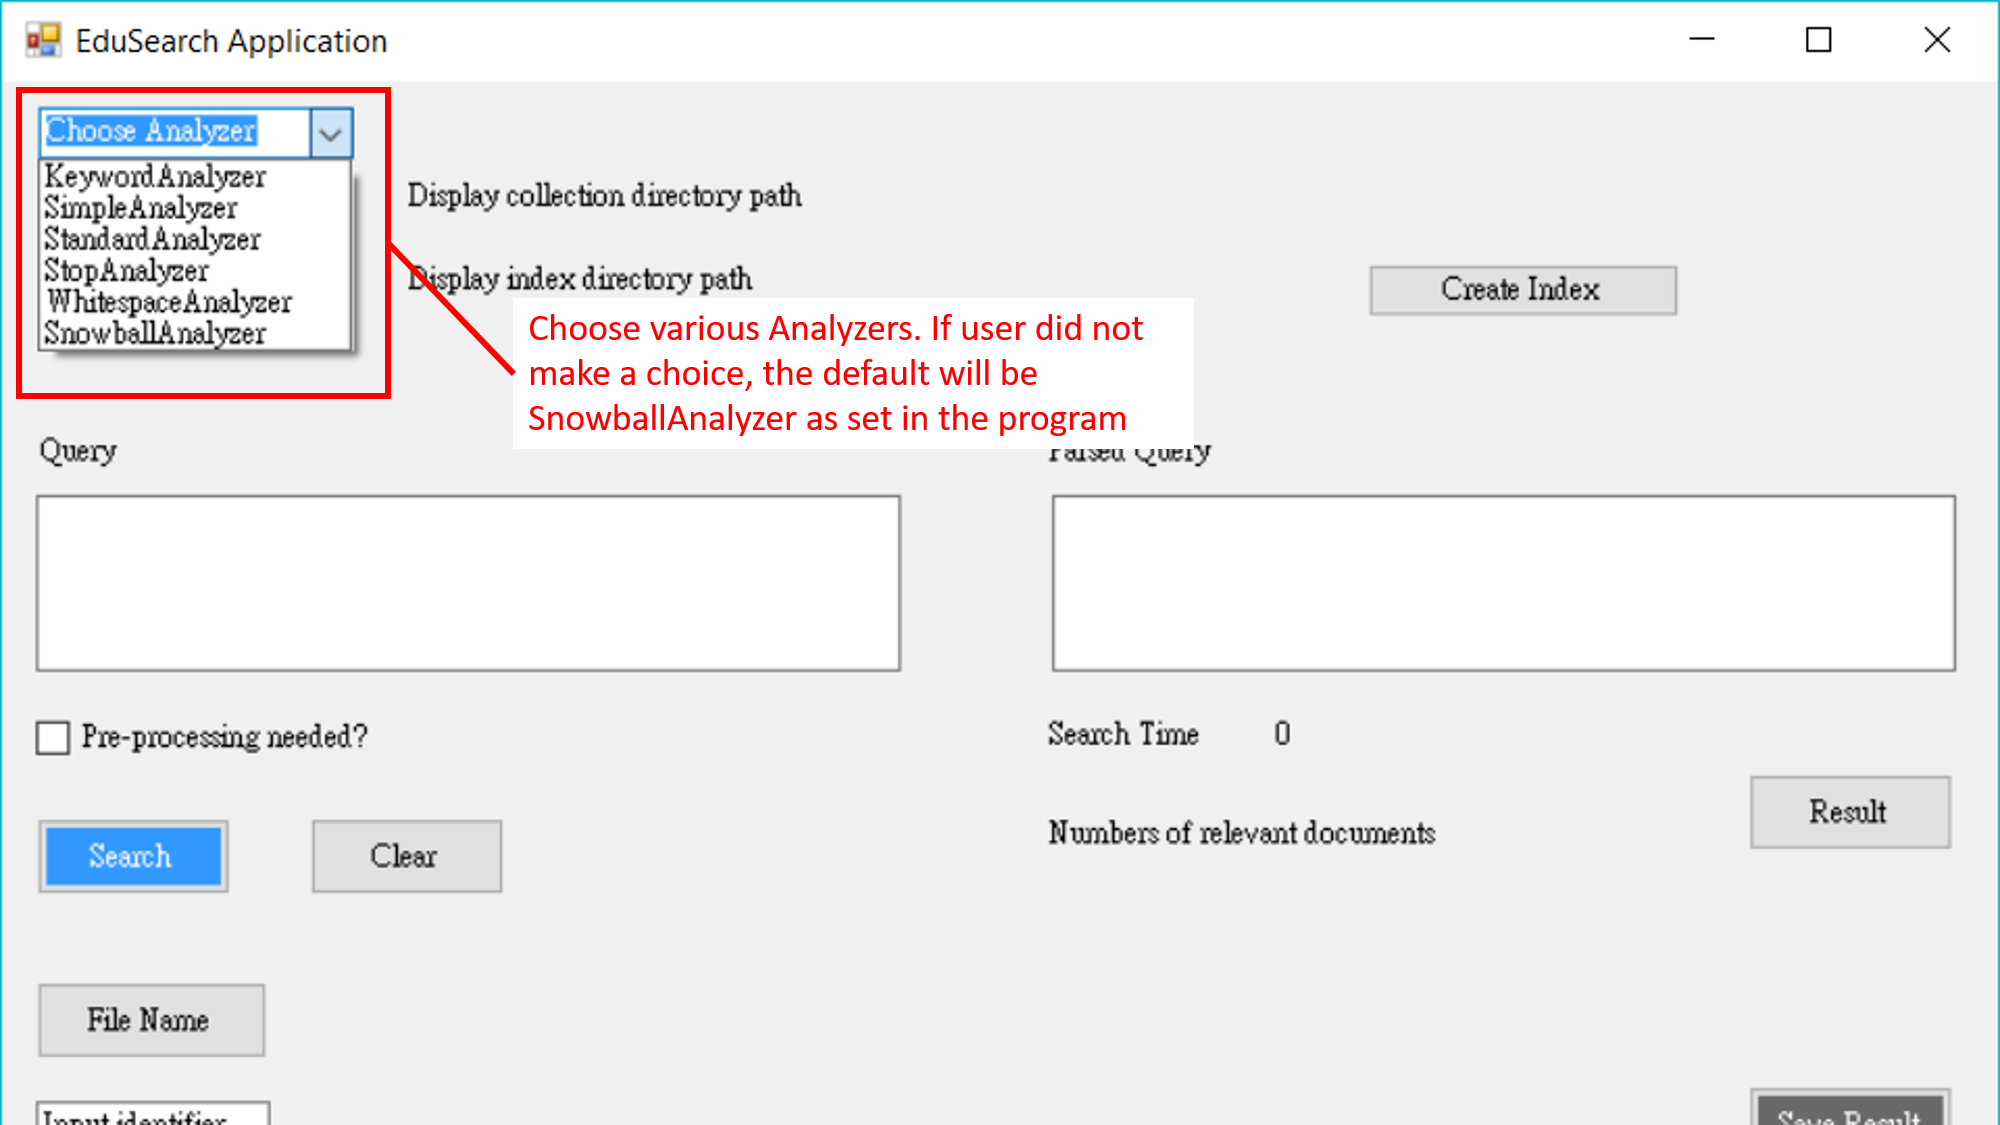 EduSearch Application
Choose Analyzer
KeywordAnalyzer
SimpleAnalyzer
StandardAnalyzer
StopAnalyzer
WhitespaceAnalyzer
SnowballAnalyzer
Display collection directory path
Display index directory path
Create Index
Choose various Analyzers. If user did not
make a choice, the default will be
SnowballAnalyzer as set in the program
Query
Parsed Query
Pre-processing needed?
Search Time 0
Search
Clear
Numbers of relevant documents
Result
File Name
Input identifier
Save Result